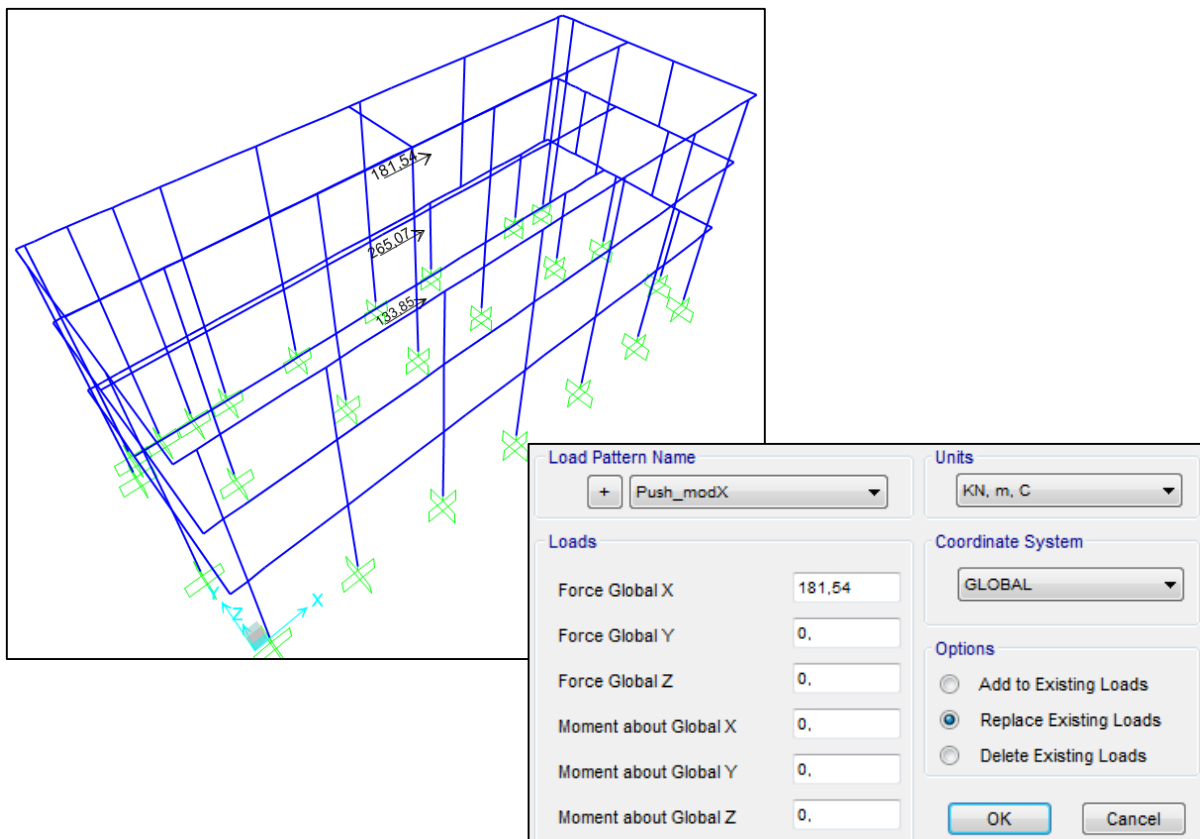 181,54
265,07
133,85
X
Y
Z
Load Pattern Name
+ Push_modX
Units
KN, m, C
Loads
Force Global X 181,54
Force Global Y 0,
Force Global Z 0,
Moment about Global X 0,
Moment about Global Y 0,
Moment about Global Z 0,
Coordinate System
GLOBAL
Options
Add to Existing Loads
Replace Existing Loads
Delete Existing Loads
OK
Cancel